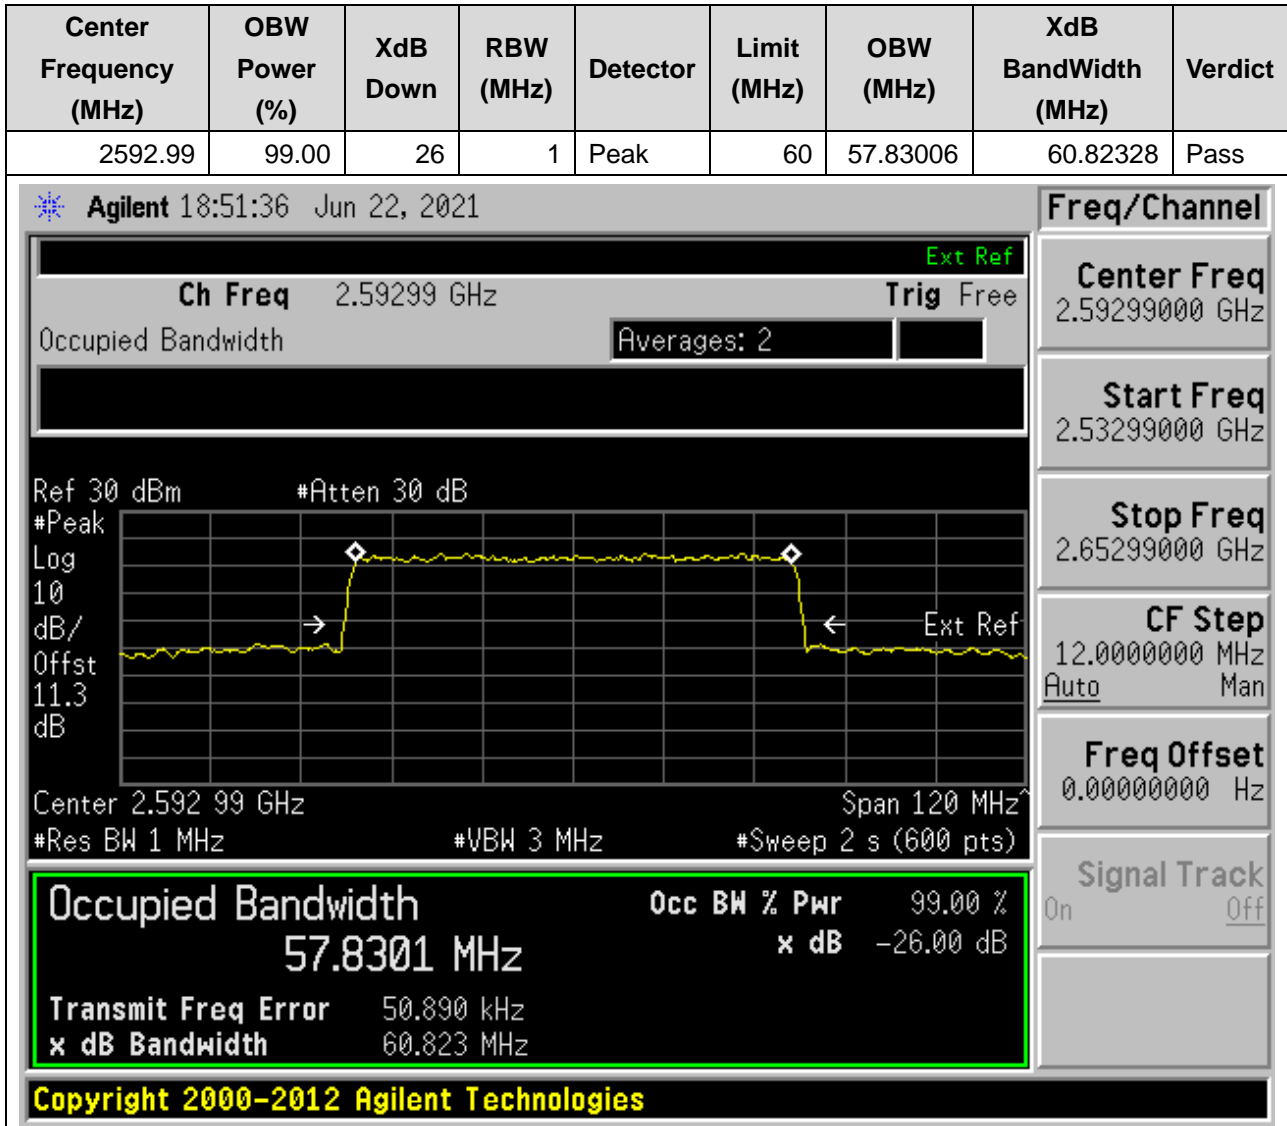 Center Frequency (MHz) OBW Power (%) XdB Down RBW (MHz) Detector Limit (MHz) OBW (MHz) XdB BandWidth (MHz) Verdict
2592.99 99.00 26 1 Peak 60 57.83006 60.82328 Pass
Agilent 18:51:36 Jun 22, 2021
Freq/Channel
Ext Ref
Ch Freq 2.59299 GHz Trig Free
Occupied Bandwidth Averages: 2
Center Freq
2.59299000 GHz
Start Freq
2.53299000 GHz
Stop Freq
2.65299000 GHz
CF Step
12.0000000 MHz
Auto Man
Freq Offset
0.00000000 Hz
Signal Track
On Off
Ref 30 dBm #Atten 30 dB
#Peak
Log
10
dB/
Offst
11.3
dB
Ext Ref
Center 2.592 99 GHz Span 120 MHz^
#Res BW 1 MHz #VBW 3 MHz #Sweep 2 s (600 pts)
Occupied Bandwidth
57.8301 MHz
Occ BW % Pwr 99.00 %
x dB -26.00 dB
Transmit Freq Error 50.890 kHz
x dB Bandwidth 60.823 MHz
Copyright 2000-2012 Agilent Technologies